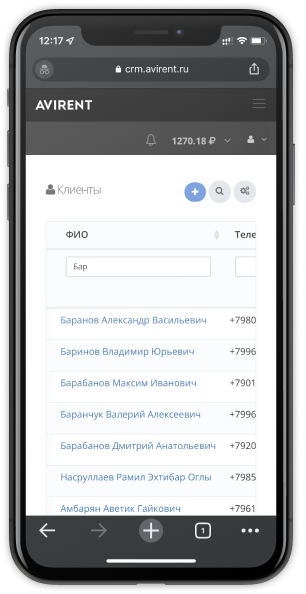 12:17
crm.avirent.ru
AVIRENT
1270.18 ₽
Клиенты
ФИО Теле
Бар
Баранов Александр Васильевич +7980
Баринов Владимир Юрьевич +7996
Барабанов Максим Иванович +7901
Баранчук Валерий Алексеевич +7996
Барабанов Дмитрий Анатольевич +7920
Насруллаев Рамил Эхтибар Оглы +7985
Амбарян Аветик Гайкович +7961
1